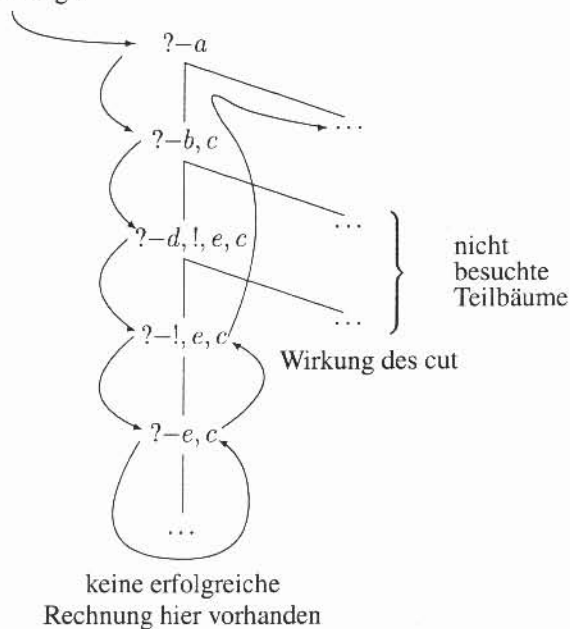 ?–a
...
?–b, c
...
?–d, !, e, c
nicht
besuchte
Teilbäume
...
?–!, e, c
Wirkung des cut
?–e, c
...
keine erfolgreiche
Rechnung hier vorhanden